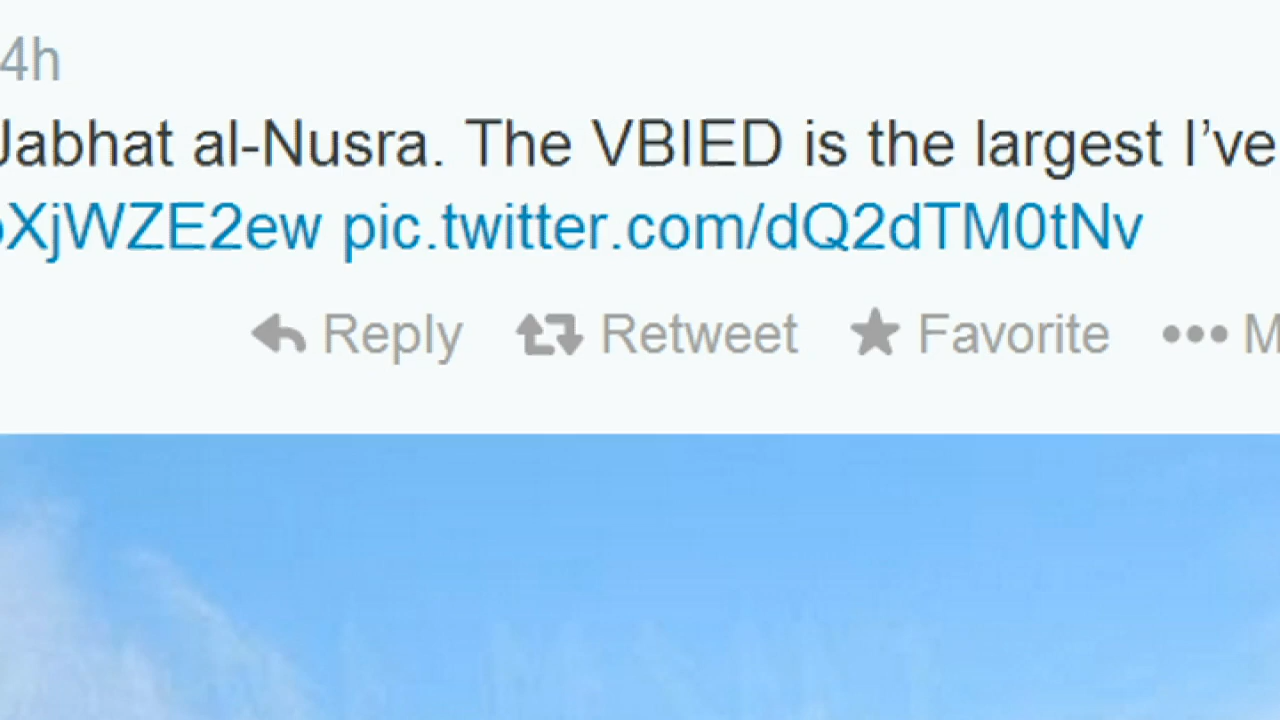 4h
Jabhat al-Nusra. The VBIED is the largest I’ve
XjWZE2ew pic.twitter.com/dQ2dTM0tNv
Reply Retweet Favorite ••• M